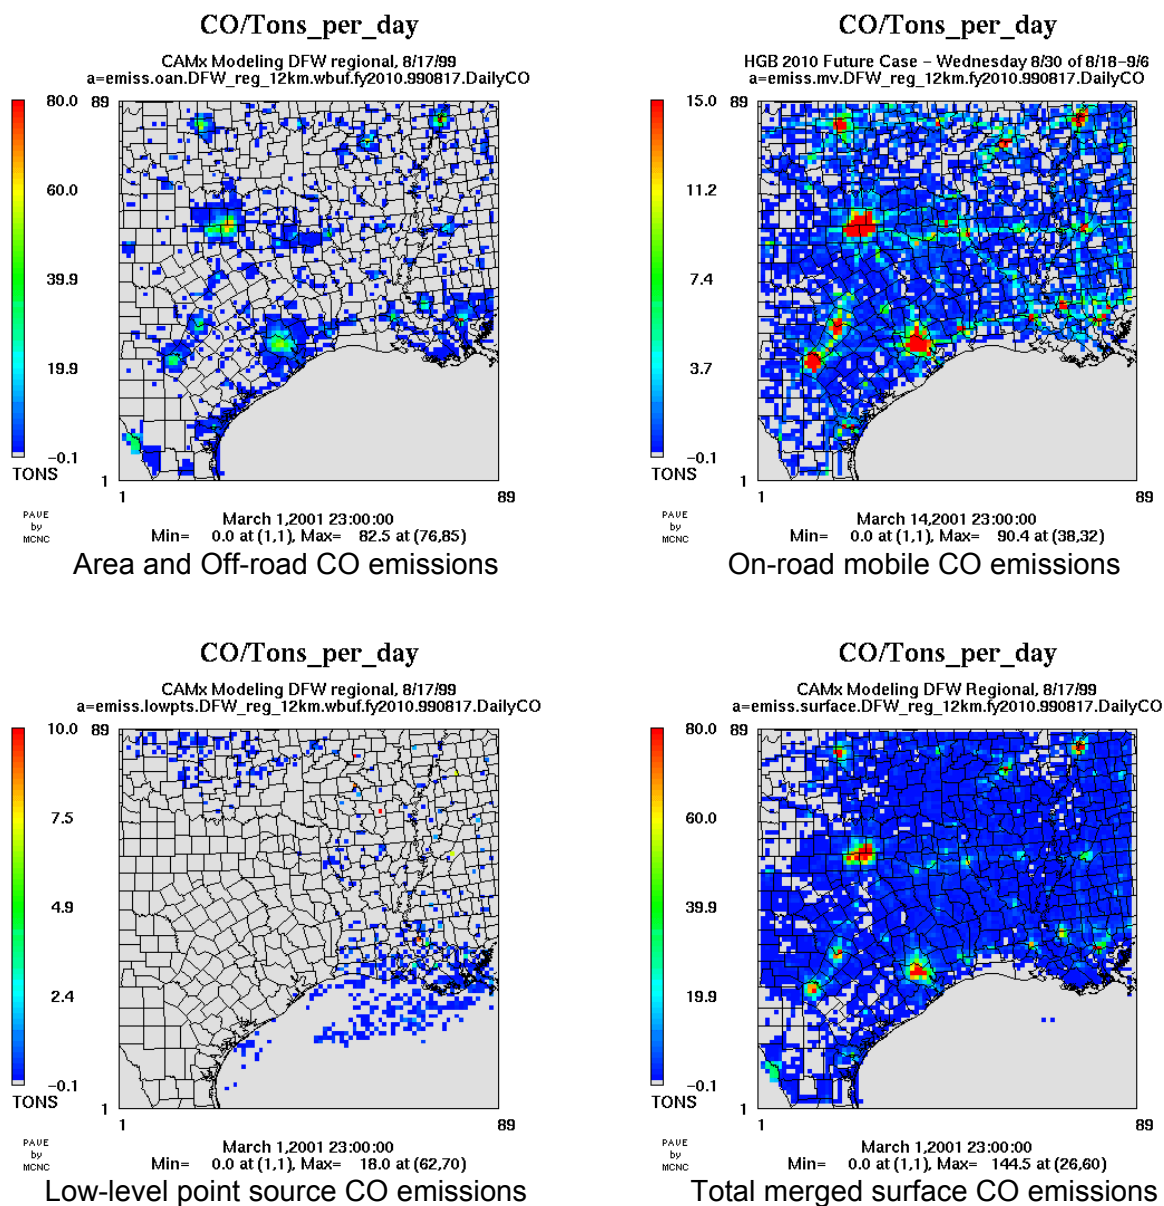 CO/Tons_per_day
CAMx Modeling DFW regional, 8/17/99
a=emiss.oan.DFW_reg_12km.wbuf.fy2010.990817.DailyCO
80.0
60.0
39.9
19.9
-0.1
TONS
89
1
1
89
PAVE
by
MCNC
March 1,2001 23:00:00
Min= 0.0 at (1,1), Max= 82.5 at (76,85)
Area and Off-road CO emissions
CO/Tons_per_day
HGB 2010 Future Case - Wednesday 8/30 of 8/18-9/6
a=emiss.mv.DFW_reg_12km.fy2010.990817.DailyCO
15.0
11.2
7.4
3.7
-0.1
TONS
89
1
1
89
PAVE
by
MCNC
March 14,2001 23:00:00
Min= 0.0 at (1,1), Max= 90.4 at (38,32)
On-road mobile CO emissions
CO/Tons_per_day
CAMx Modeling DFW regional, 8/17/99
a=emiss.lowpts.DFW_reg_12km.wbuf.fy2010.990817.DailyCO
10.0
7.5
4.9
2.4
-0.1
TONS
89
1
1
89
PAVE
by
MCNC
March 1,2001 23:00:00
Min= 0.0 at (1,1), Max= 18.0 at (62,70)
Low-level point source CO emissions
CO/Tons_per_day
CAMx Modeling DFW Regional, 8/17/99
a=emiss.surface.DFW_reg_12km.fy2010.990817.DailyCO
80.0
60.0
39.9
19.9
-0.1
TONS
89
1
1
89
PAVE
by
MCNC
March 1,2001 23:00:00
Min= 0.0 at (1,1), Max= 144.5 at (26,60)
Total merged surface CO emissions